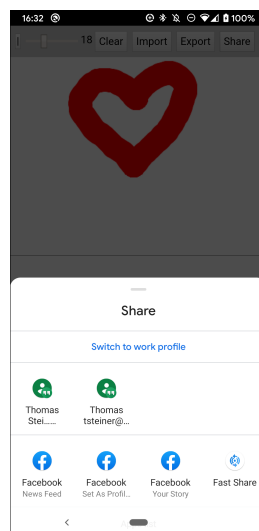 16:32 100%
18 Clear Import Export Share
Share
Switch to work profile
Thomas Thomas
Stei…… tsteiner@…
Facebook Facebook Facebook Fast Share
News Feed Set As Profil… Your Story